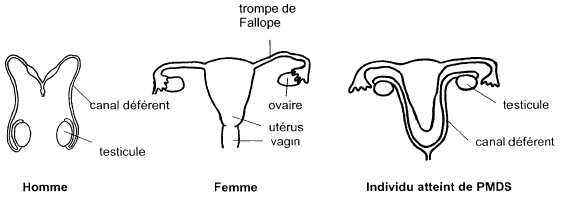 trompe de
Fallope
canal déférent
testicule
ovaire
utérus
vagin
testicule
canal déférent
Homme
Femme
Individu atteint de PMDS